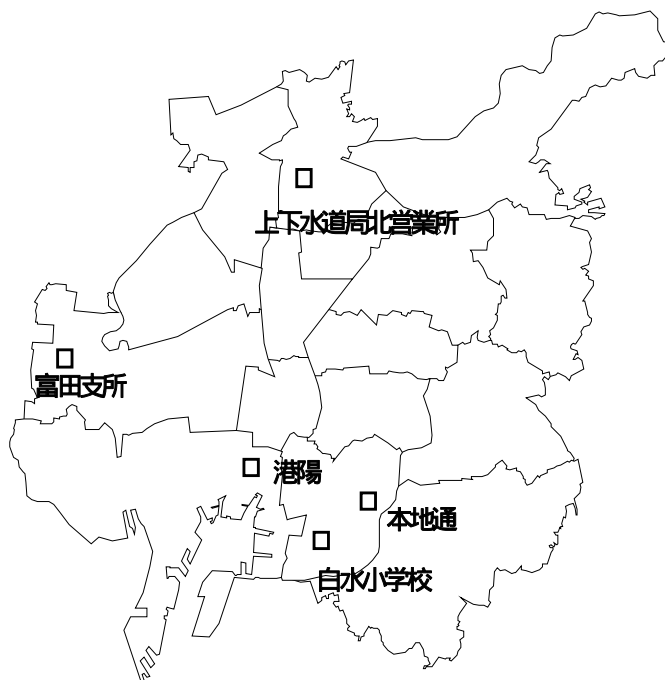 上下水道局北営業所
富田支所
港陽
本地通
白水小学校